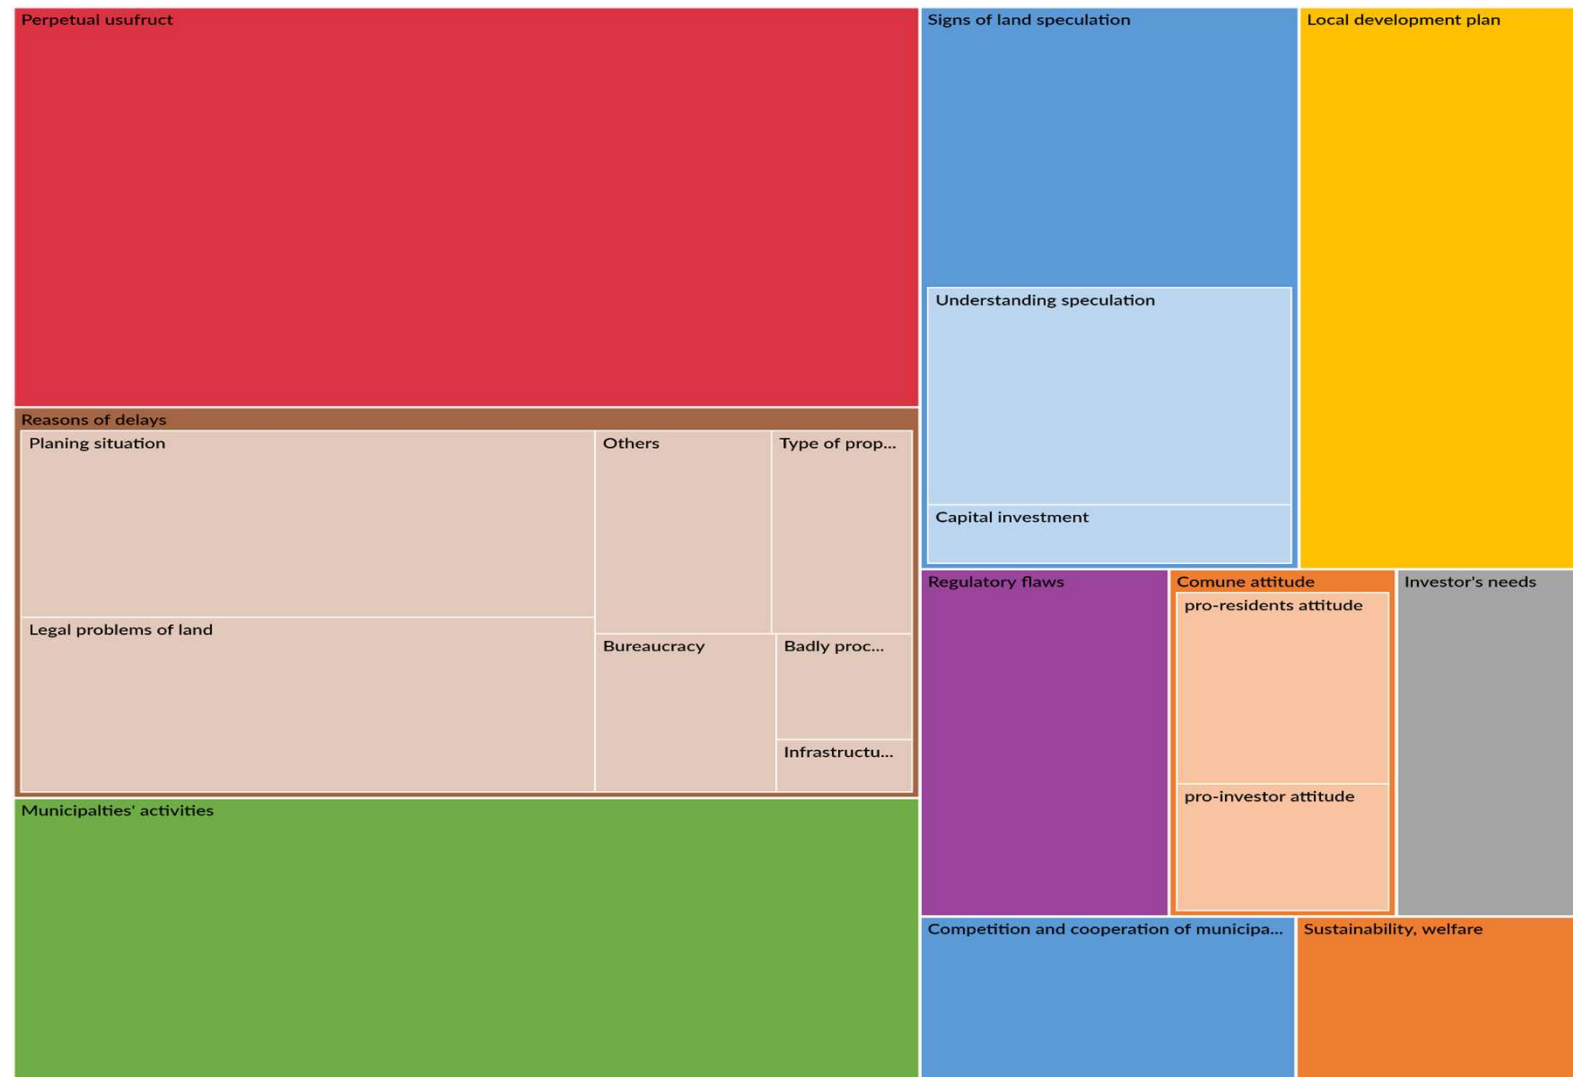 Perpetual usufruct
Signs of land speculation
Local development plan
Understanding speculation
Capital investment
Reasons of delays
Planing situation
Others
Type of prop...
Legal problems of land
Bureaucracy
Badly proc...
Infrastructu...
Regulatory flaws
Comune attitude
Investor's needs
pro-residents attitude
pro-investor attitude
Municipalties' activities
Competition and cooperation of municipa...
Sustainability, welfare